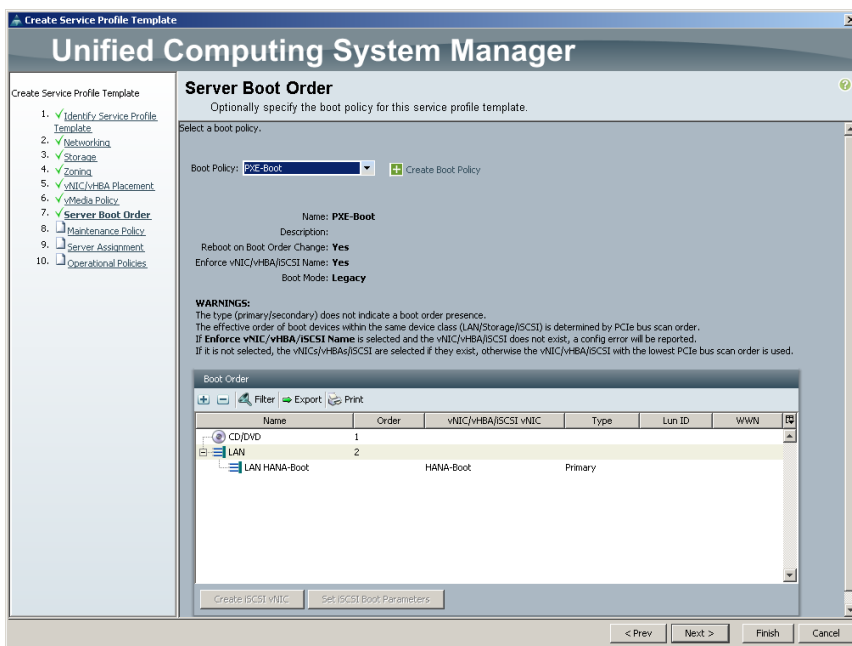 Create Service Profile Template
Unified Computing System Manager
Create Service Profile Template
1. Identify Service Profile
Template
2. Networking
3. Storage
4. Zoning
5. vNIC/vHBA Placement
6. vMedia Policy
7. Server Boot Order
8. Maintenance Policy
9. Server Assignment
10. Operational Policies
Server Boot Order
Optionally specify the boot policy for this service profile template.
Select a boot policy.
Boot Policy: PXE-Boot
Create Boot Policy
Name: PXE-Boot
Description:
Reboot on Boot Order Change: Yes
Enforce vNIC/vHBA/iSCSI Name: Yes
Boot Mode: Legacy
WARNINGS:
The type (primary/secondary) does not indicate a boot order presence.
The effective order of boot devices within the same device class (LAN/Storage/iSCSI) is determined by PCIe bus scan order.
If Enforce vNIC/vHBA/iSCSI Name is selected and the vNIC/vHBA/iSCSI does not exist, a config error will be reported.
If it is not selected, the vNICs/vHBAs/iSCSI are selected if they exist, otherwise the vNIC/vHBA/iSCSI with the lowest PCIe bus scan order is used.
Boot Order
Filter Export Print
Name Order vNIC/vHBA/iSCSI vNIC Type Lun ID WWN
CD/DVD 1
LAN 2
LAN HANA-Boot HANA-Boot Primary
Create iSCSI vNIC Set iSCSI Boot Parameters
< Prev Next > Finish Cancel